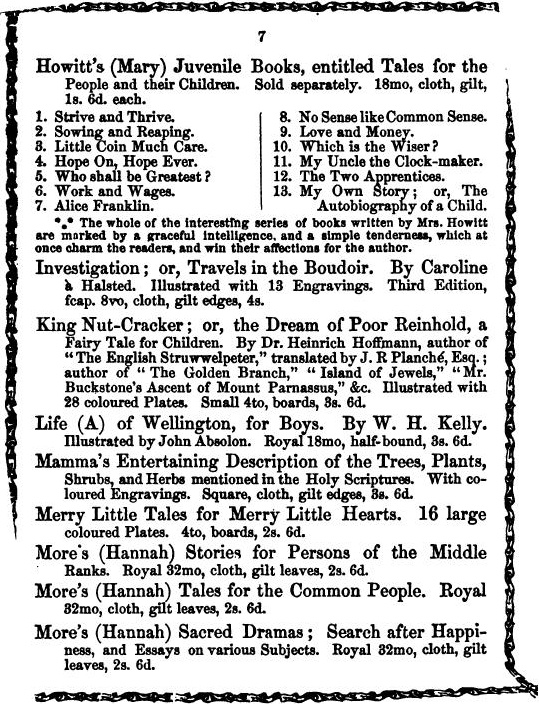 7
Howitt's (Mary) Juvenile Books, entitled Tales for the
People and their Children. Sold separately. 18mo, cloth, gilt,
1s. 6d. each.
1. Strive and Thrive.
2. Sowing and Reaping.
3. Little Coin Much Care.
4. Hope On, Hope Ever.
5. Who shall be Greatest?
6. Work and Wages.
7. Alice Franklin.
8. No Sense like Common Sense.
9. Love and Money.
10. Which is the Wiser?
11. My Uncle the Clock-maker.
12. The Two Apprentices.
13. My Own Story; or, The
Autobiography of a Child.
*⁎* The whole of the interesting series of books written by Mrs. Howitt
are marked by a graceful intelligence, and a simple tenderness, which at
once charm the readers, and win their affections for the author.
Investigation; or, Travels in the Boudoir. By Caroline
A Halsted. Illustrated with 13 Engravings. Third Edition,
fcap. 8vo, cloth, gilt edges, 4s.
King Nut-Cracker; or, the Dream of Poor Reinhold, a
Fairy Tale for Children. By Dr. Heinrich Hoffmann, author of
"The English Struwwelpeter," translated by J. R Planché, Esq.;
author of "The Golden Branch," "Island of Jewels," "Mr.
Buckstone's Ascent of Mount Parnassus," &c. Illustrated with
28 coloured Plates. Small 4to, boards, 3s. 6d.
Life (A) of Wellington, for Boys. By W. H. Kelly.
Illustrated by John Absolon. Royal 18mo, half-bound, 3s. 6d.
Mamma's Entertaining Description of the Trees, Plants,
Shrubs, and Herbs mentioned in the Holy Scriptures. With co-
loured Engravings. Square, cloth, gilt edges, 3s. 6d.
Merry Little Tales for Merry Little Hearts. 16 large
coloured Plates. 4to, boards, 2s. 6d.
More's (Hannah) Stories for Persons of the Middle
Ranks. Royal 32mo, cloth, gilt leaves, 2s. 6d.
More's (Hannah) Tales for the Common People. Royal
32mo, cloth, gilt leaves, 2s. 6d.
More's (Hannah) Sacred Dramas; Search after Happi-
ness, and Essays on various Subjects. Royal 32mo, cloth, gilt
leaves, 2s. 6d.